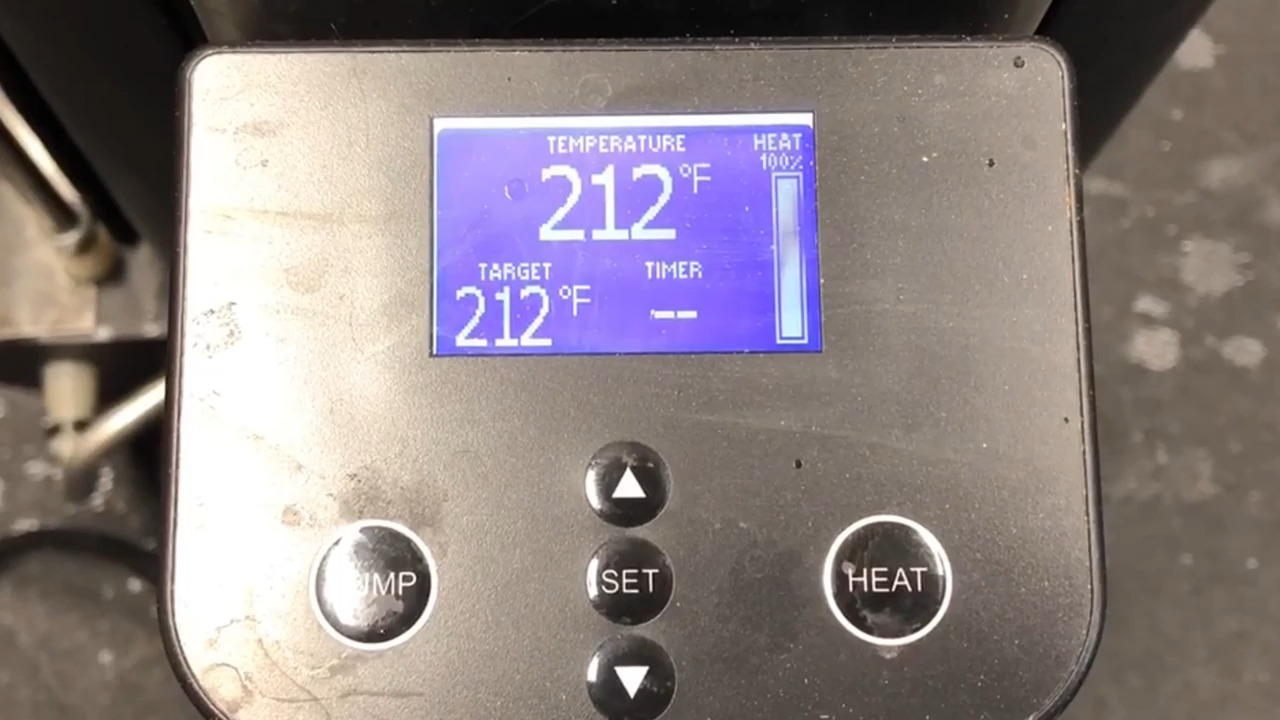 TEMPERATURE
HEAT
100%
212°F
TARGET
TIMER
212°F
--
SET
HEAT